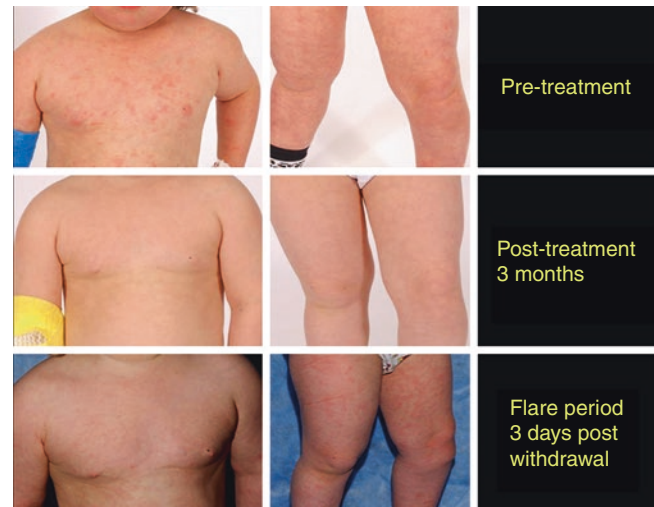 Pre-treatment
Post-treatment
3 months
Flare period
3 days post
withdrawal